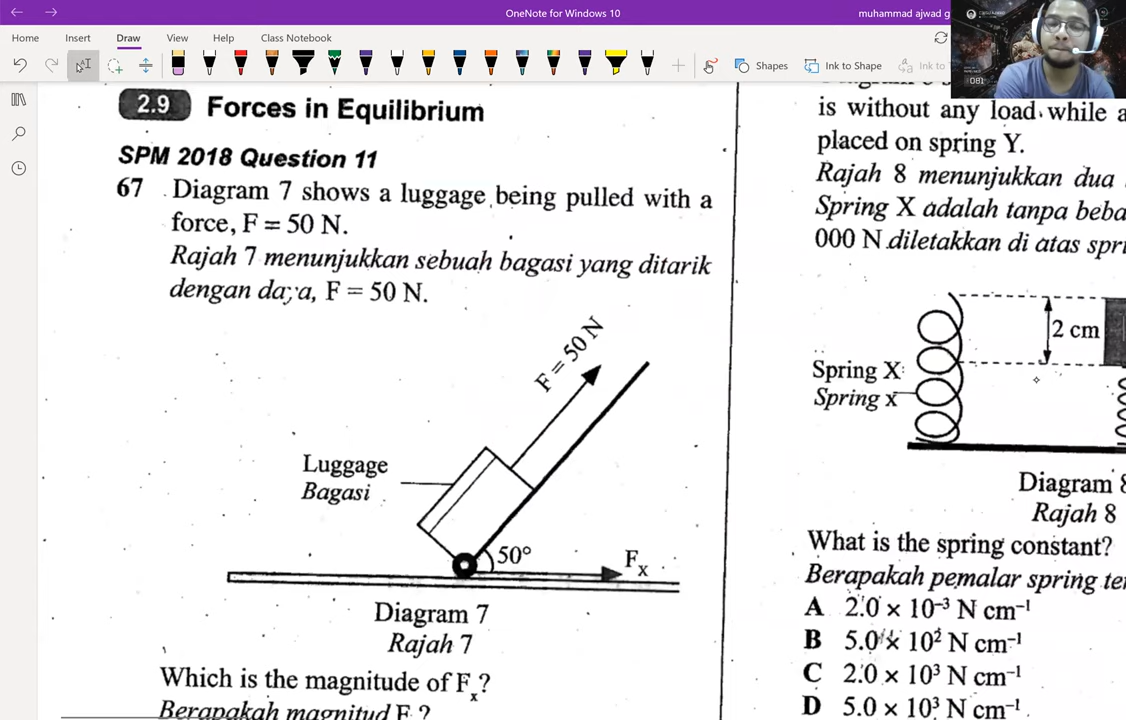 OneNote for Windows 10
muhammad ajwad g
Home Insert Draw View Help Class Notebook
Shapes Ink to Shape Ink to
081
2.9 Forces in Equilibrium
SPM 2018 Question 11
67 Diagram 7 shows a luggage being pulled with a
force, F = 50 N.
Rajah 7 menunjukkan sebuah bagasi yang ditarik
dengan daya, F = 50 N.
F = 50 N
Luggage
Bagasi
50°
Fx
Diagram 7
Rajah 7
Which is the magnitude of Fx?
Berapakah magnitud F ?
is without any load while a
placed on spring Y.
Rajah 8 menunjukkan dua
Spring X adalah tanpa beba
000 N diletakkan di atas spri
2 cm
Spring X
Spring x
Diagram 8
Rajah 8
What is the spring constant?
Berapakah pemalar spring ter
A 2.0 × 10⁻³ N cm⁻¹
B 5.0 × 10² N cm⁻¹
C 2.0 × 10³ N cm⁻¹
D 5.0 × 10³ N cm⁻¹